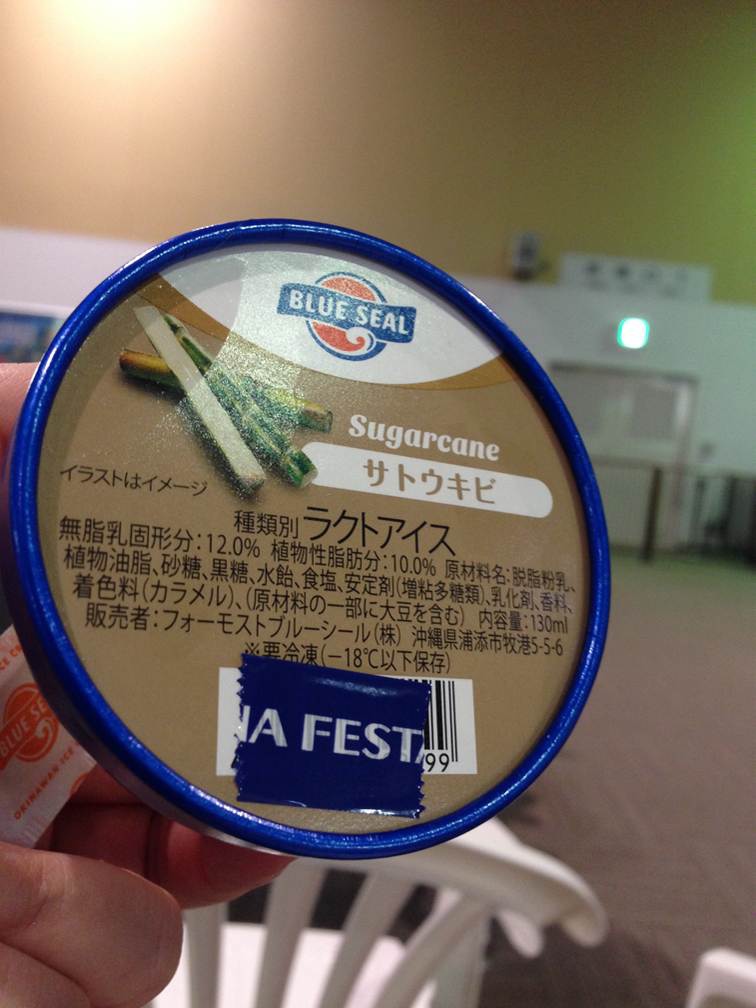 BLUE SEAL
Sugarcane
サトウキビ
イラストはイメージ
種類別 ラクトアイス
無脂乳固形分:12.0% 植物性脂肪分:10.0% 原材料名:脱脂粉乳、
植物油脂、砂糖、黒糖、水飴、食塩、安定剤(増粘多糖類)、乳化剤、香料、
着色料(カラメル)、(原材料の一部に大豆を含む) 内容量:130ml
販売者:フォーモストブルーシール(株) 沖縄県浦添市牧港5-5-6
※要冷凍(-18℃以下保存)
NA FESTA
99
BLUE SE
OKINAWAN ICE